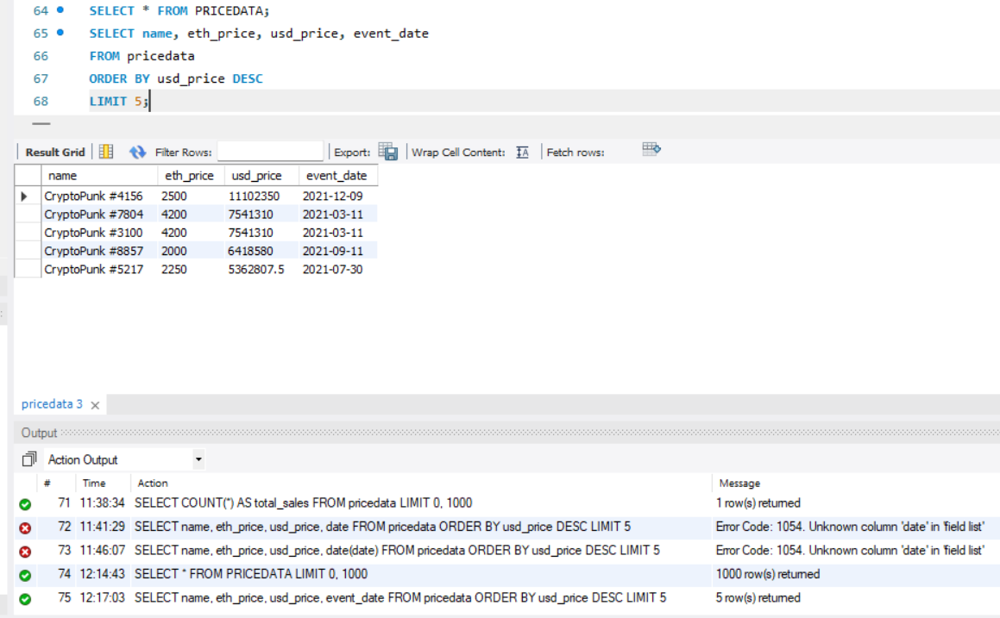 64 SELECT * FROM PRICEDATA;
65 SELECT name, eth_price, usd_price, event_date
66 FROM pricedata
67 ORDER BY usd_price DESC
68 LIMIT 5;
Result Grid Filter Rows: Export: Wrap Cell Content: IA Fetch rows:
name eth_price usd_price event_date
CryptoPunk #4156 2500 11102350 2021-12-09
CryptoPunk #7804 4200 7541310 2021-03-11
CryptoPunk #3100 4200 7541310 2021-03-11
CryptoPunk #8857 2000 6418580 2021-09-11
CryptoPunk #5217 2250 5362807.5 2021-07-30
pricedata 3
Output
Action Output
# Time Action Message
71 11:38:34 SELECT COUNT(*) AS total_sales FROM pricedata LIMIT 0, 1000 1 row(s) returned
72 11:41:29 SELECT name, eth_price, usd_price, date FROM pricedata ORDER BY usd_price DESC LIMIT 5 Error Code: 1054. Unknown column 'date' in 'field list'
73 11:46:07 SELECT name, eth_price, usd_price, date(date) FROM pricedata ORDER BY usd_price DESC LIMIT 5 Error Code: 1054. Unknown column 'date' in 'field list'
74 12:14:43 SELECT * FROM PRICEDATA LIMIT 0, 1000 1000 row(s) returned
75 12:17:03 SELECT name, eth_price, usd_price, event_date FROM pricedata ORDER BY usd_price DESC LIMIT 5 5 row(s) returned